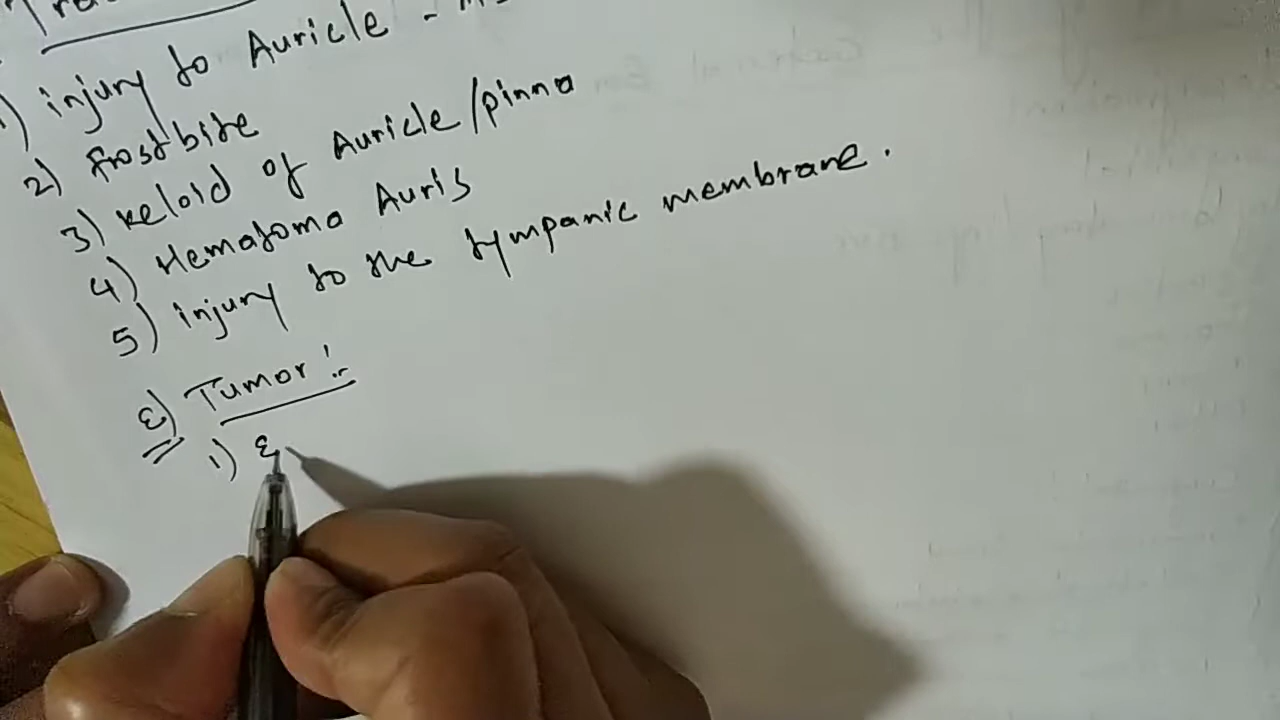 1) injury to Auricle -
2) Frostbite
3) Keloid of Auricle/pinna
4) Hematoma Auris
5) injury to the tympanic membrane.
E) Tumor :-
1) E